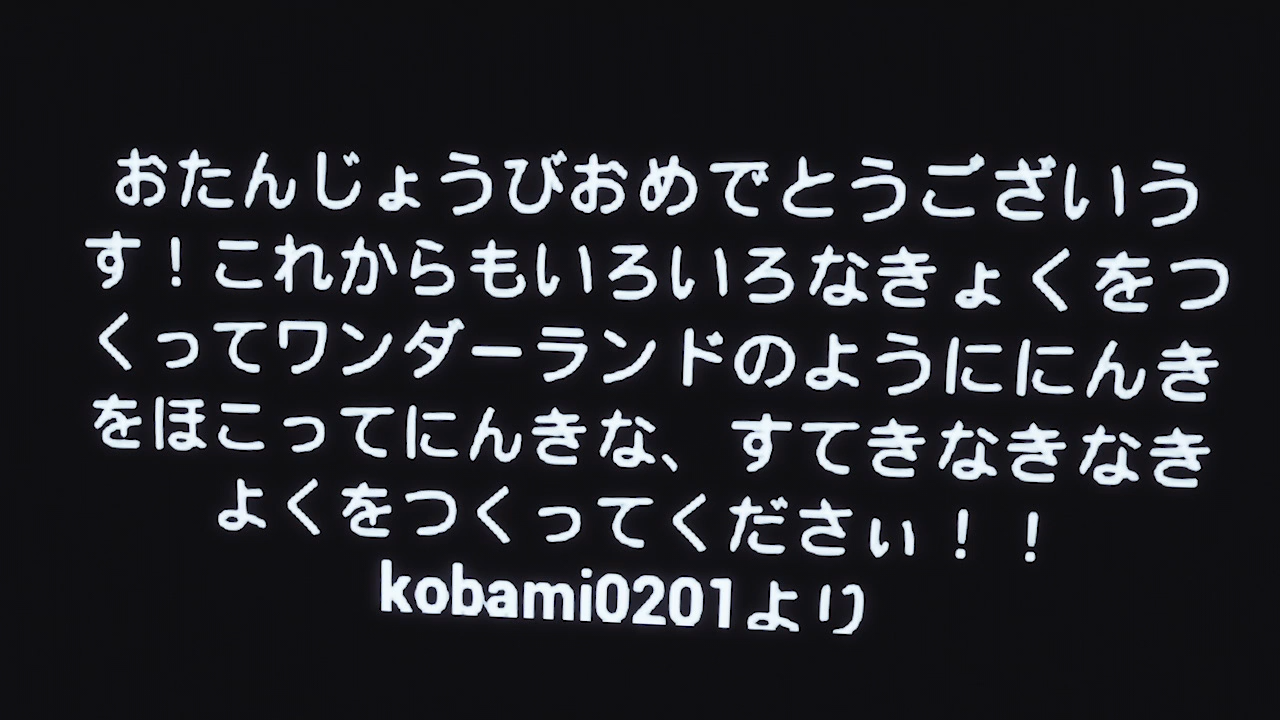 おたんじょうびおめでとうございう
す！これからもいろいろなきょくをつ
くってワンダーランドのようににんき
をほこってにんきな、すてきなきなき
よくをつくってください！！
kobami0201より